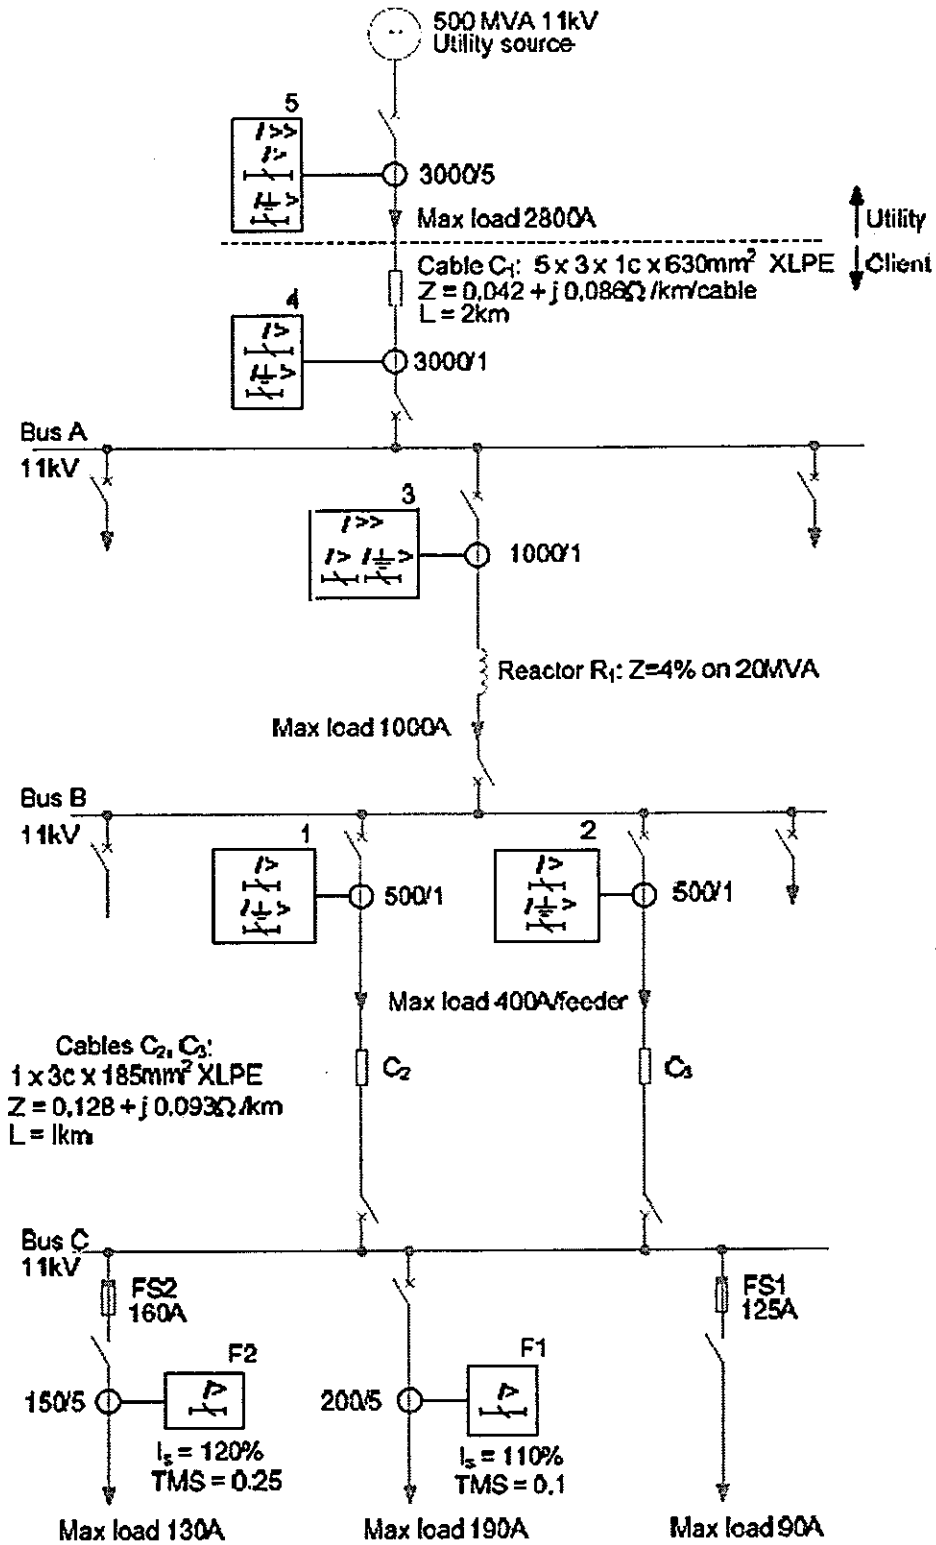 500 MVA 11kV
Utility source
5
I>>
I>
I>
3000/5
Max load 2800A
Utility
Client
Cable C1: 5 x 3 x 1c x 630mm² XLPE
Z = 0.042 + j 0.086Ω/km/cable
L = 2km
4
I>
I>
3000/1
Bus A
11kV
3
I>>
I> I>
1000/1
Reactor R1: Z=4% on 20MVA
Max load 1000A
Bus B
11kV
1
I>
I>
500/1
2
I>
I>
500/1
Max load 400A/feeder
Cables C2, C3:
1 x 3c x 185mm² XLPE
Z = 0.128 + j 0.093Ω/km
L = 1km
C2
C3
Bus C
11kV
FS2
160A
FS1
125A
F2
I>
150/5
Is = 120%
TMS = 0.25
F1
I>
200/5
Is = 110%
TMS = 0.1
Max load 130A
Max load 190A
Max load 90A